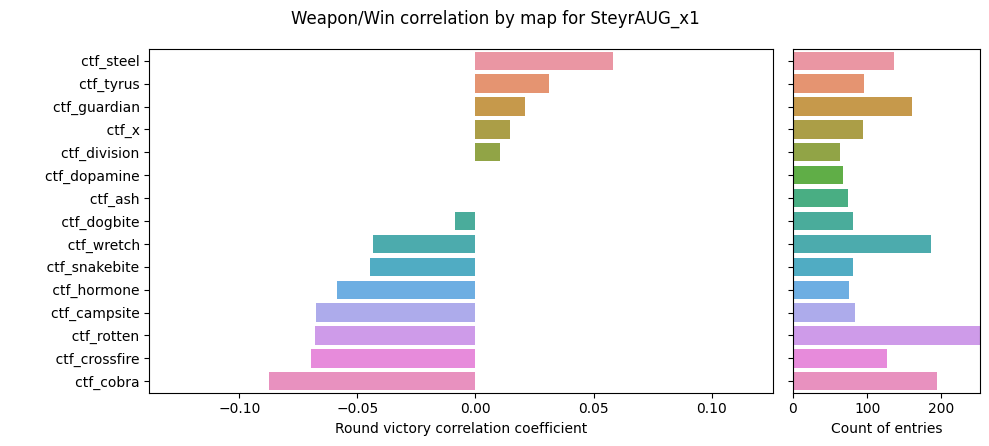 Weapon/Win correlation by map for SteyrAUG_x1
ctf_steel
ctf_tyrus
ctf_guardian
ctf_x
ctf_division
ctf_dopamine
ctf_ash
ctf_dogbite
ctf_wretch
ctf_snakebite
ctf_hormone
ctf_campsite
ctf_rotten
ctf_crossfire
ctf_cobra
−0.10 −0.05 0.00 0.05 0.10
Round victory correlation coefficient
0 100 200
Count of entries